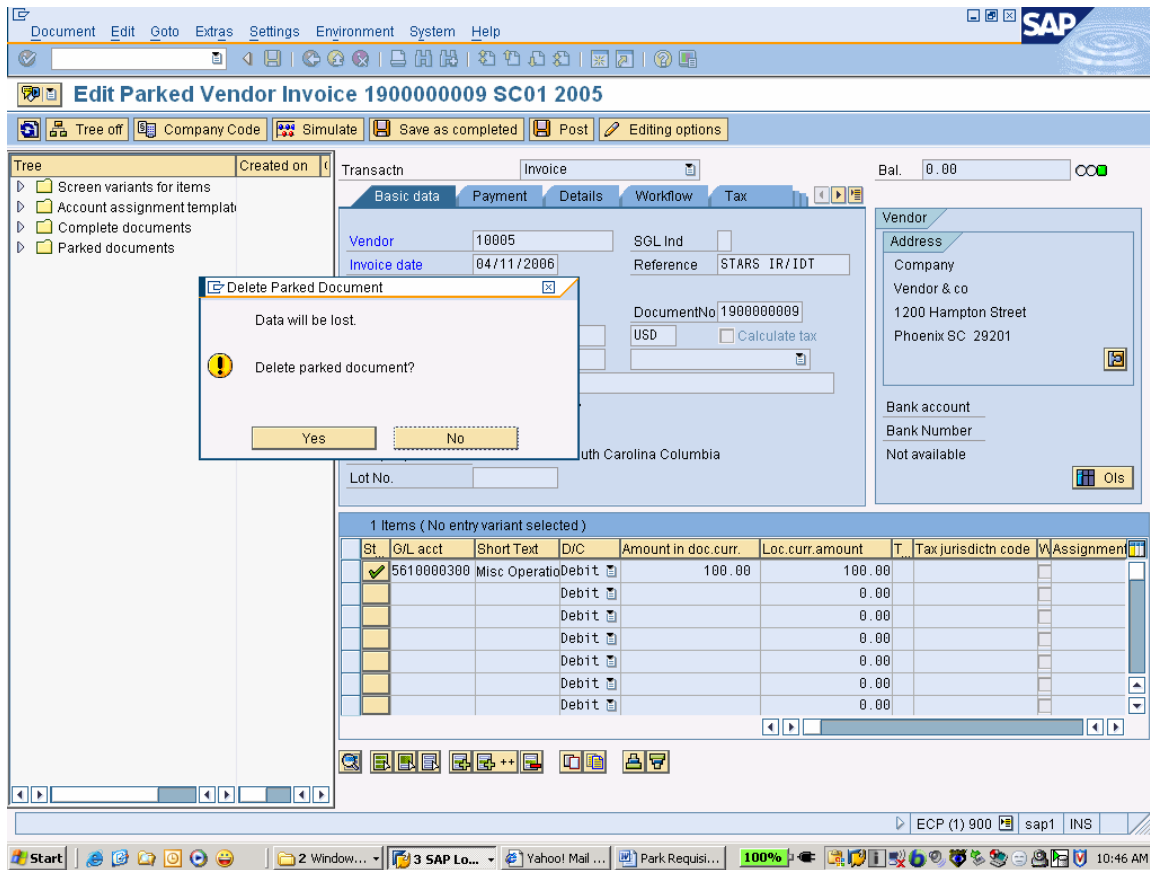 Document Edit Goto Extras Settings Environment System Help
SAP
Edit Parked Vendor Invoice 1900000009 SC01 2005
Tree off Company Code Simulate Save as completed Post Editing options
Tree Created on
Screen variants for items
Account assignment templat
Complete documents
Parked documents
Transactn Invoice Bal. 0.00
Basic data Payment Details Workflow Tax
Vendor 10005 SGL Ind
Invoice date 04/11/2006 Reference STARS IR/IDT
DocumentNo 1900000009
USD Calculate tax
uth Carolina Columbia
Lot No.
Vendor
Address
Company
Vendor & co
1200 Hampton Street
Phoenix SC 29201
Bank account
Bank Number
Not available
OIs
Delete Parked Document
Data will be lost.
Delete parked document?
Yes No
1 Items ( No entry variant selected )
St... G/L acct Short Text D/C Amount in doc.curr. Loc.curr.amount T... Tax jurisdictn code W Assignment
5610000300 Misc Operatio Debit 100.00 100.00
Debit 0.00
Debit 0.00
Debit 0.00
Debit 0.00
Debit 0.00
Debit 0.00
ECP (1) 900 sap1 INS
Start 2 Window... 3 SAP Lo... Yahoo! Mail ... Park Requisi... 100% 10:46 AM